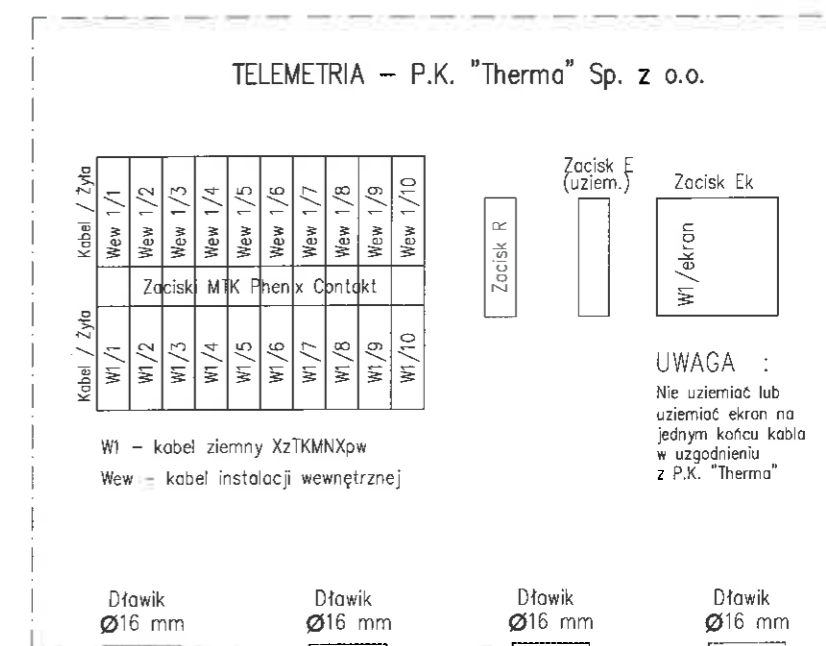 TELEMETRIA – P.K. "Therma" Sp. z o.o.
Kabel / Żyła
Wew 1/1
Wew 1/2
Wew 1/3
Wew 1/4
Wew 1/5
Wew 1/6
Wew 1/7
Wew 1/8
Wew 1/9
Wew 1/10
Zaciski MTK Phenix Contakt
Kabel / Żyła
W1/1
W1/2
W1/3
W1/4
W1/5
W1/6
W1/7
W1/8
W1/9
W1/10
Zacisk R
Zacisk E
(uziem.)
Zacisk Ek
W1/ekran
W1 – kabel ziemny XzTKMNXpw
Wew – kabel instalacji wewnętrznej
UWAGA :
Nie uziemiać lub
uziemiać ekran na
jednym końcu kabla
w uzgodnieniu
z P.K. "Therma"
Dławik
Ø16 mm
Dławik
Ø16 mm
Dławik
Ø16 mm
Dławik
Ø16 mm